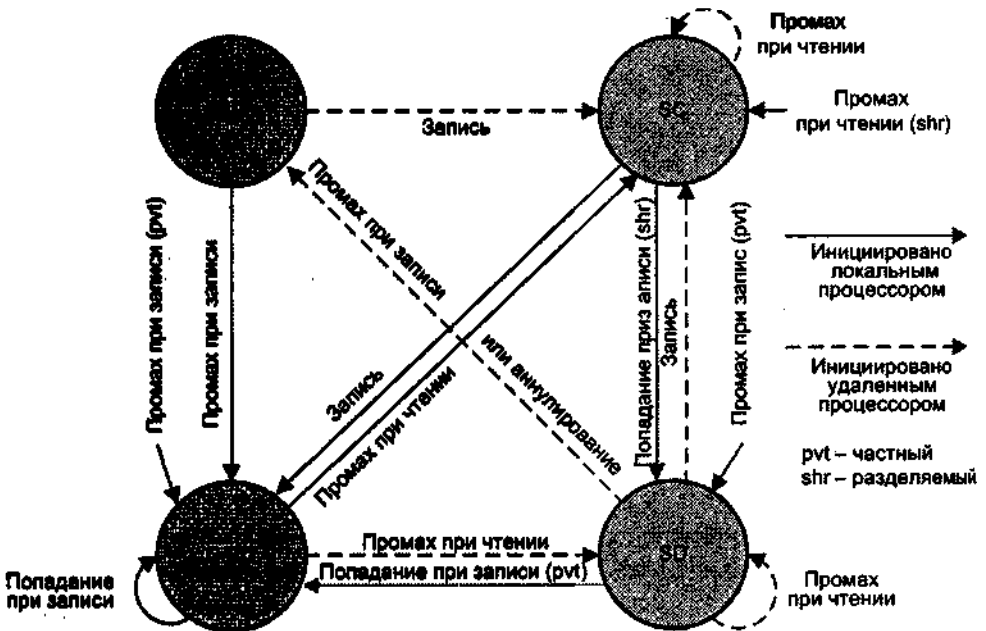 Промах
при чтении
SC
Промах
при чтении (shr)
Запись
Промах при записи (pvt)
Промах при записи
Промах при записи
или аннулирование
Запись
Промах при чтении
Попадание приз аписи (shr)
Запись
Промах при запис (pvt)
Инициировано
локальным
процессором
Инициировано
удаленным
процессором
pvt – частный
shr – разделяемый
Попадание
при записи
Промах при чтении
Попадание при записи (pvt)
SD
Промах
при чтении